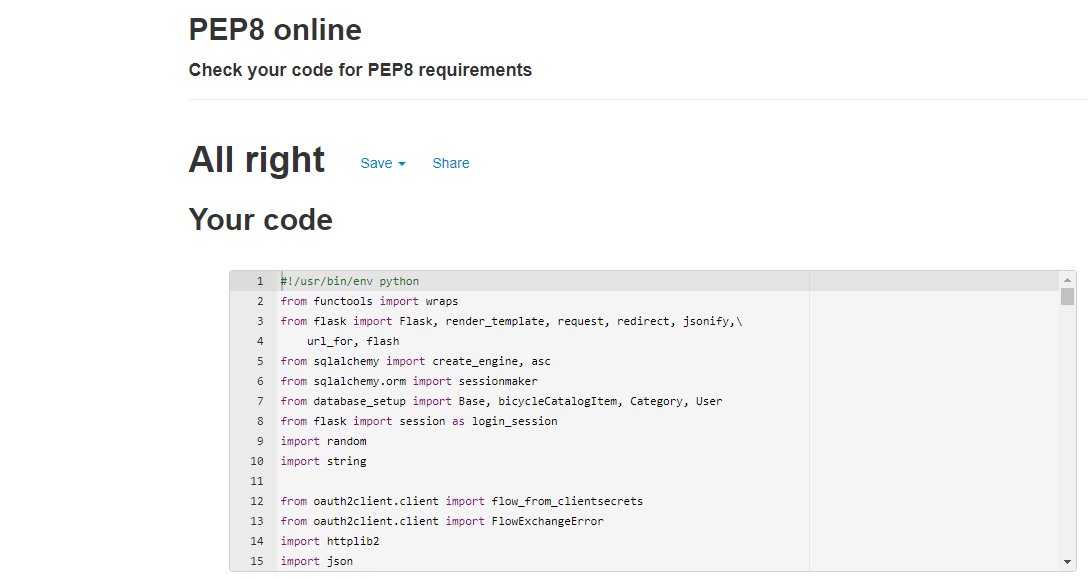 PEP8 online
Check your code for PEP8 requirements
All right Save Share
Your code
1 #!/usr/bin/env python
2 from functools import wraps
3 from flask import Flask, render_template, request, redirect, jsonify,\
4     url_for, flash
5 from sqlalchemy import create_engine, asc
6 from sqlalchemy.orm import sessionmaker
7 from database_setup import Base, bicycleCatalogItem, Category, User
8 from flask import session as login_session
9 import random
10 import string
11
12 from oauth2client.client import flow_from_clientsecrets
13 from oauth2client.client import FlowExchangeError
14 import httplib2
15 import json